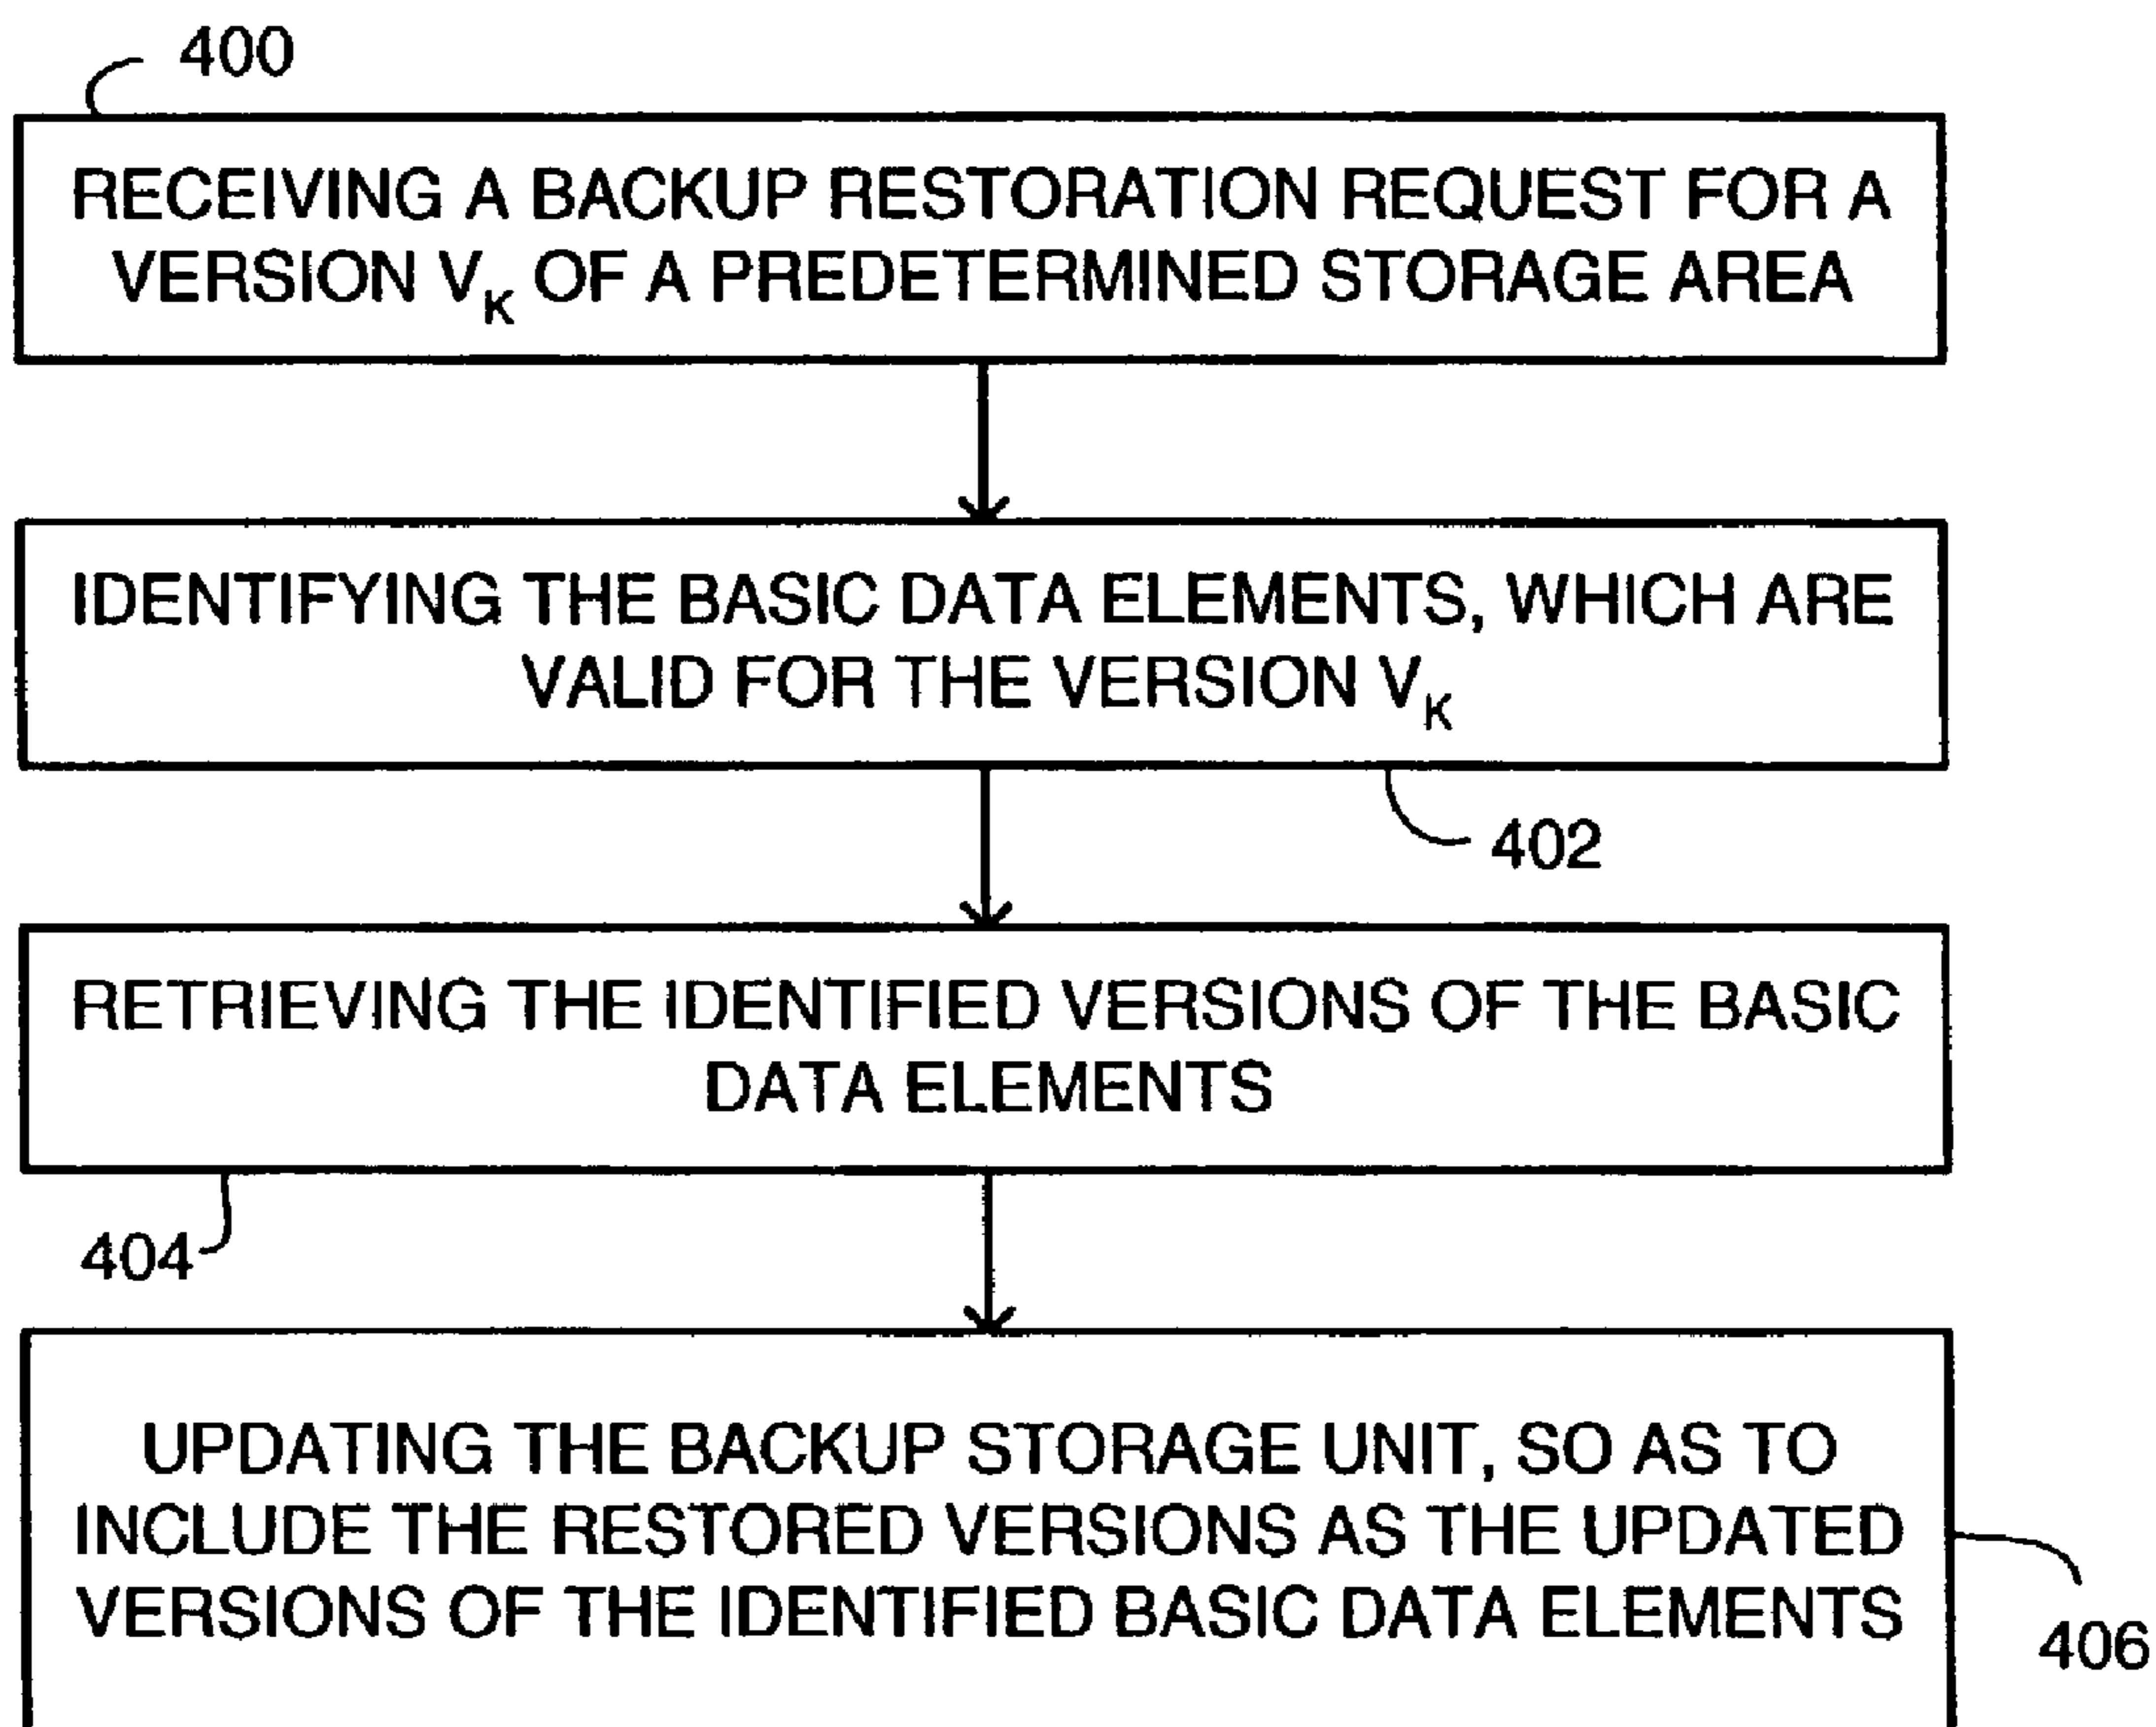 400
RECEIVING A BACKUP RESTORATION REQUEST FOR A
VERSION V_K OF A PREDETERMINED STORAGE AREA
IDENTIFYING THE BASIC DATA ELEMENTS, WHICH ARE
VALID FOR THE VERSION V_K
402
RETRIEVING THE IDENTIFIED VERSIONS OF THE BASIC
DATA ELEMENTS
404
UPDATING THE BACKUP STORAGE UNIT, SO AS TO
INCLUDE THE RESTORED VERSIONS AS THE UPDATED
VERSIONS OF THE IDENTIFIED BASIC DATA ELEMENTS
406